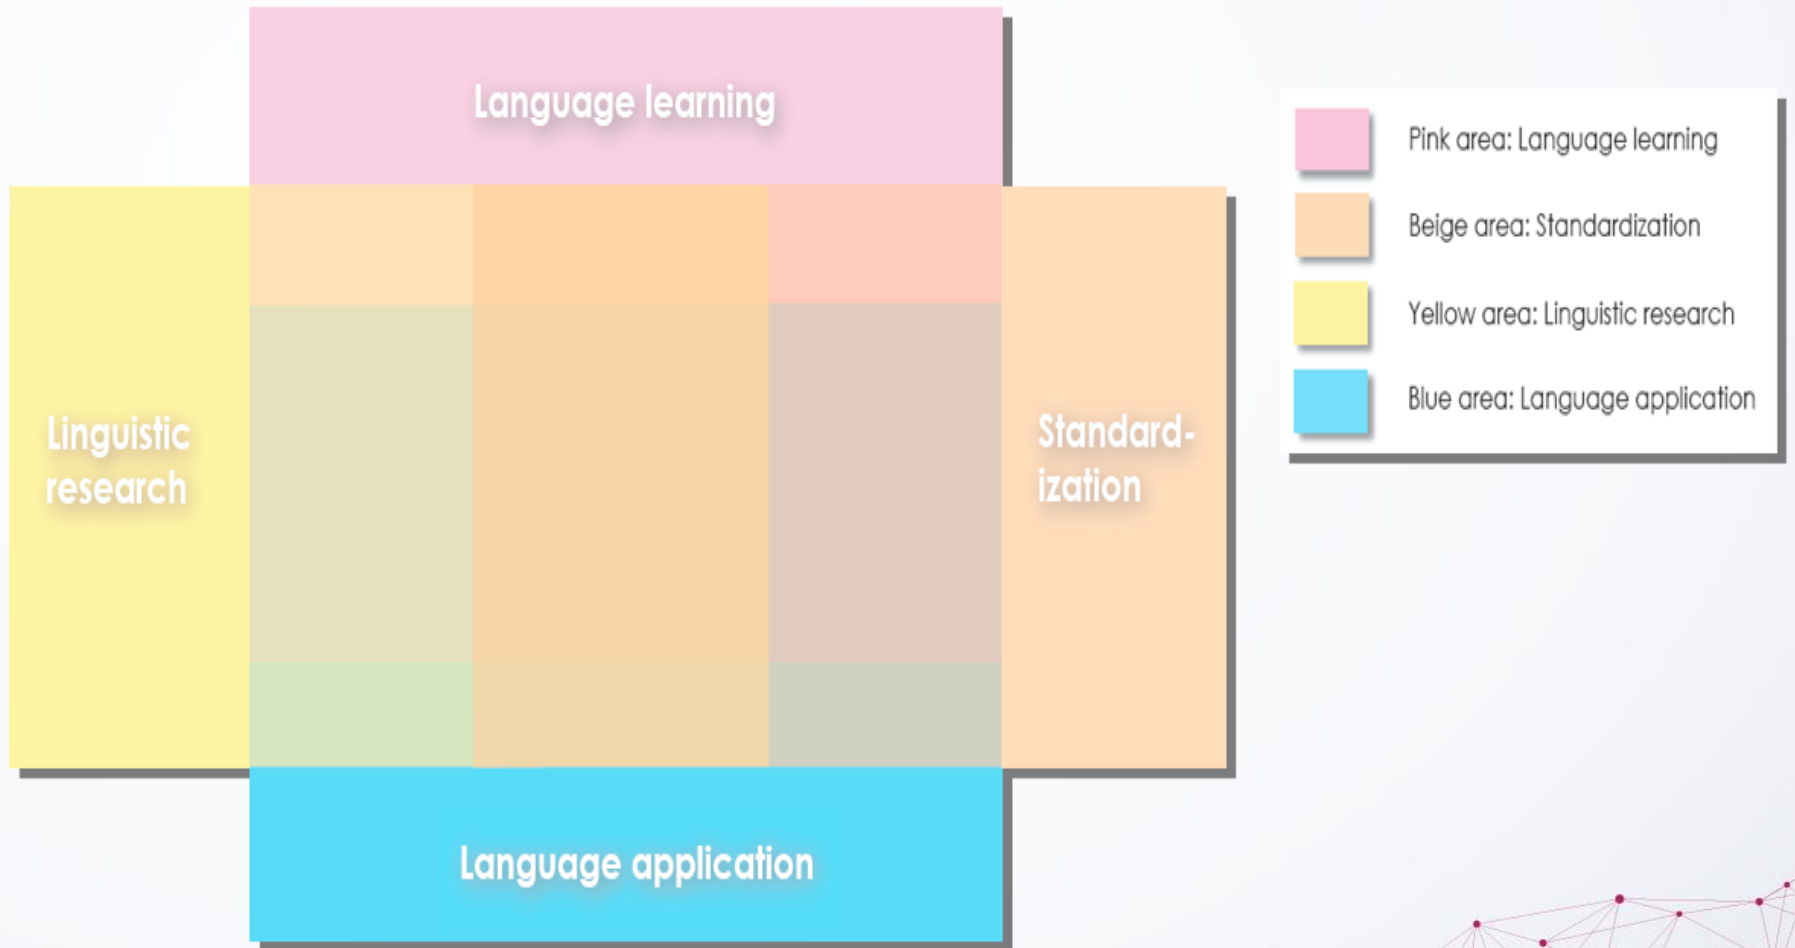 Language learning
Linguistic
research
Standard-
ization
Language application
Pink area: Language learning
Beige area: Standardization
Yellow area: Linguistic research
Blue area: Language application